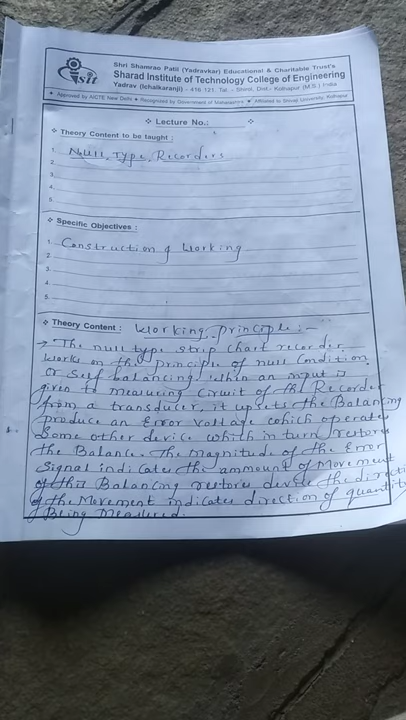 Shri Shamrao Patil (Yadravkar) Educational & Charitable Trust's
Sharad Institute of Technology College of Engineering
Yadrav (Ichalkaranji) - 416 121, Tal. - Shirol, Dist.- Kolhapur (M.S.) India
Approved by AICTE New Delhi Recognized by Government of Maharashtra Affiliated to Shivaji University, Kolhapur
sit
Lecture No.:
Theory Content to be taught :
1. Null Type Recorders
2.
3.
4.
5.
Specific Objectives :
1. Construction & Working
2.
3.
4.
5.
Theory Content : Working principle :-
→ The null type strip chart recorder
works on the principle of null Condition
or Self balancing. When an input is
given to measuring Circuit of the Recorder
from a transducer, it upsets the Balancing
produce an Error Voltage which operates
Some other device which in turn restore
the Balance. The Magnitude of the Error
Signal indicates the ammount of Movement
of this Balancing restore device the directi
of the Movement indicates direction of quantity
Being Measured.